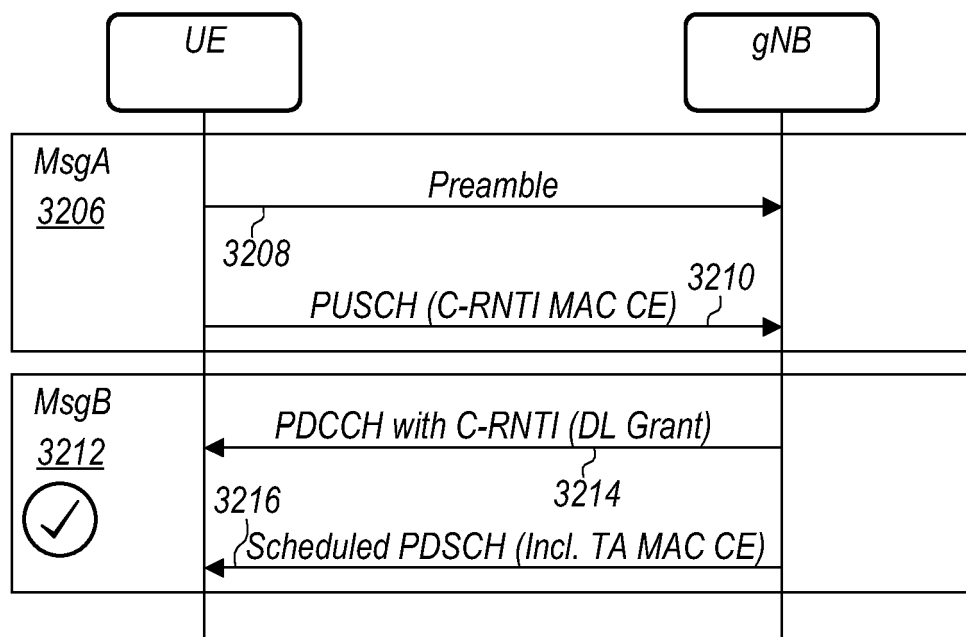 UE
gNB
MsgA
3206
Preamble
3208
3210
PUSCH (C-RNTI MAC CE)
MsgB
3212
PDCCH with C-RNTI (DL Grant)
3214
3216
Scheduled PDSCH (Incl. TA MAC CE)